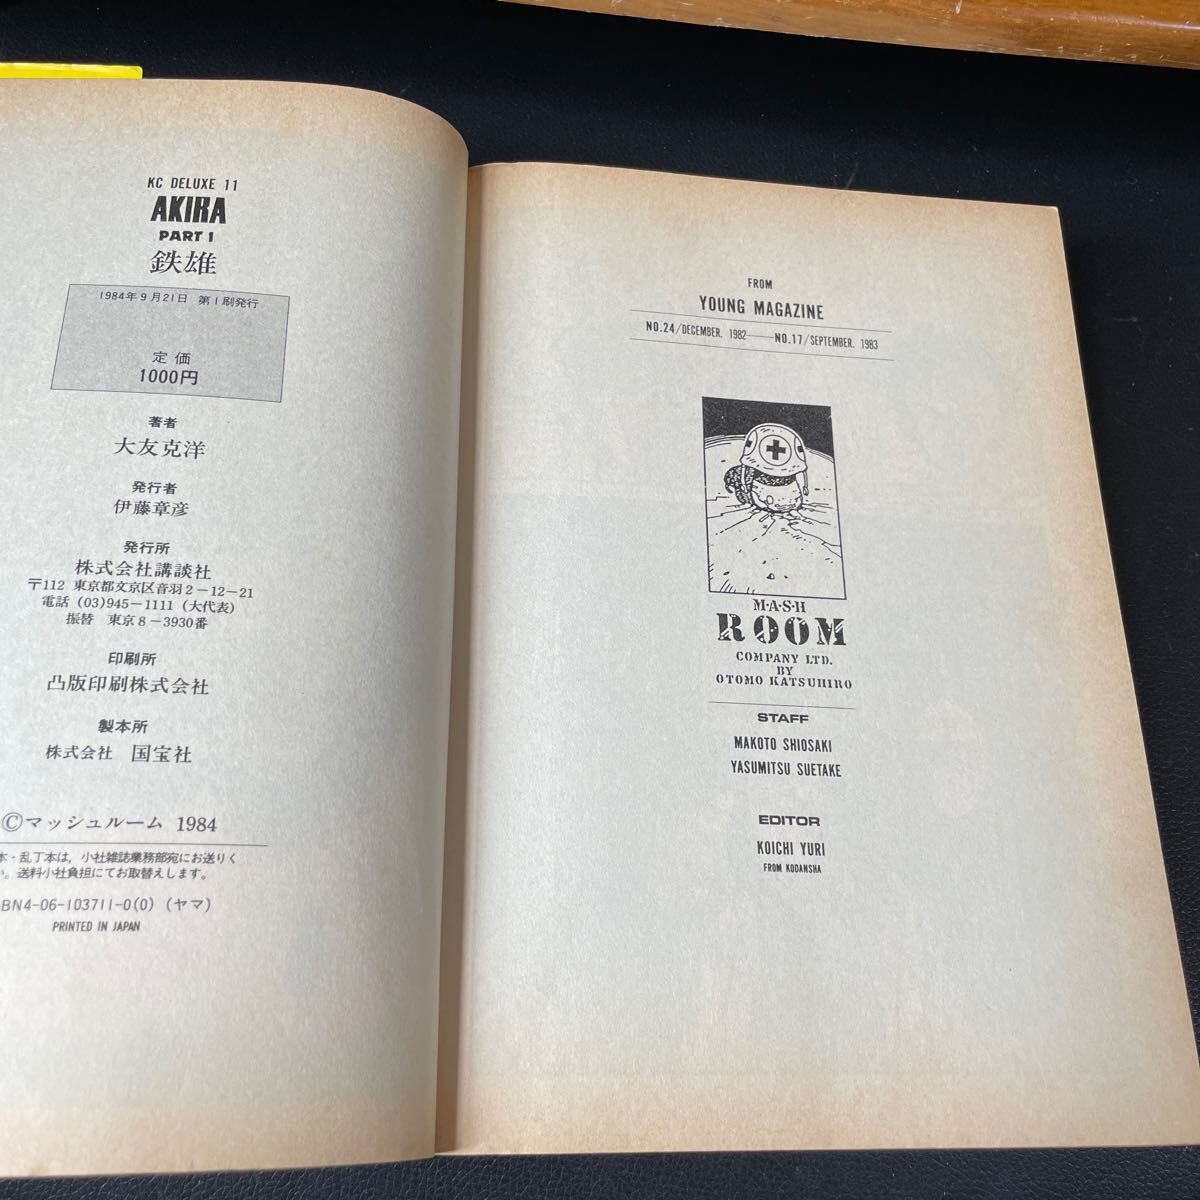 KC DELUXE 11
AKIRA
PART 1
鉄雄
1984年9月21日 第1刷発行
定価
1000円
著者
大友克洋
発行者
伊藤章彦
発行所
株式会社講談社
〒112 東京都文京区音羽2-12-21
電話 (03)945-1111 (大代表)
振替 東京8-3930番
印刷所
凸版印刷株式会社
製本所
株式会社 国宝社
©マッシュルーム 1984
本・乱丁本は、小社雑誌業務部宛にお送りく
い。送料小社負担にてお取替えします。
BN4-06-103711-0(0) (ヤマ)
PRINTED IN JAPAN
FROM
YOUNG MAGAZINE
NO.24/DECEMBER. 1982——NO.17/SEPTEMBER. 1983
M·A·S·H
ROOM
COMPANY LTD.
BY
OTOMO KATSUHIRO
STAFF
MAKOTO SHIOSAKI
YASUMITSU SUETAKE
EDITOR
KOICHI YURI
FROM KODANSHA